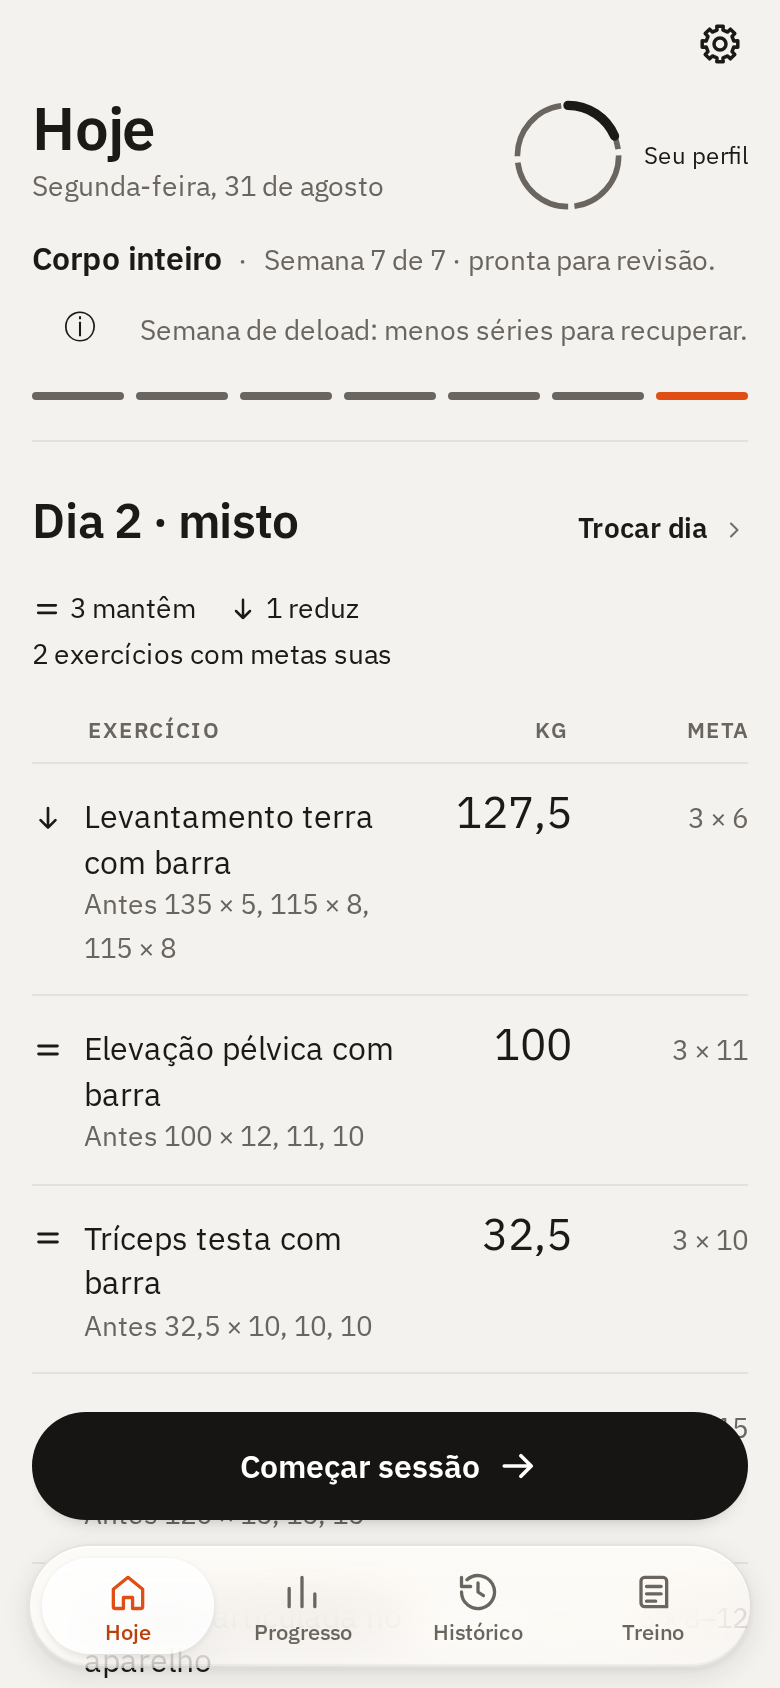 Hoje
Segunda-feira, 31 de agosto
Seu perfil
Corpo inteiro · Semana 7 de 7 · pronta para revisão.
Semana de deload: menos séries para recuperar.
Dia 2 · misto
Trocar dia
= 3 mantêm ↓ 1 reduz
2 exercícios com metas suas
EXERCÍCIO KG META
↓ Levantamento terra 127,5 3 × 6
com barra
Antes 135 × 5, 115 × 8,
115 × 8
= Elevação pélvica com 100 3 × 11
barra
Antes 100 × 12, 11, 10
= Tríceps testa com 32,5 3 × 10
barra
Antes 32,5 × 10, 10, 10
Começar sessão →
aparelho
Hoje
Progresso
Histórico
Treino